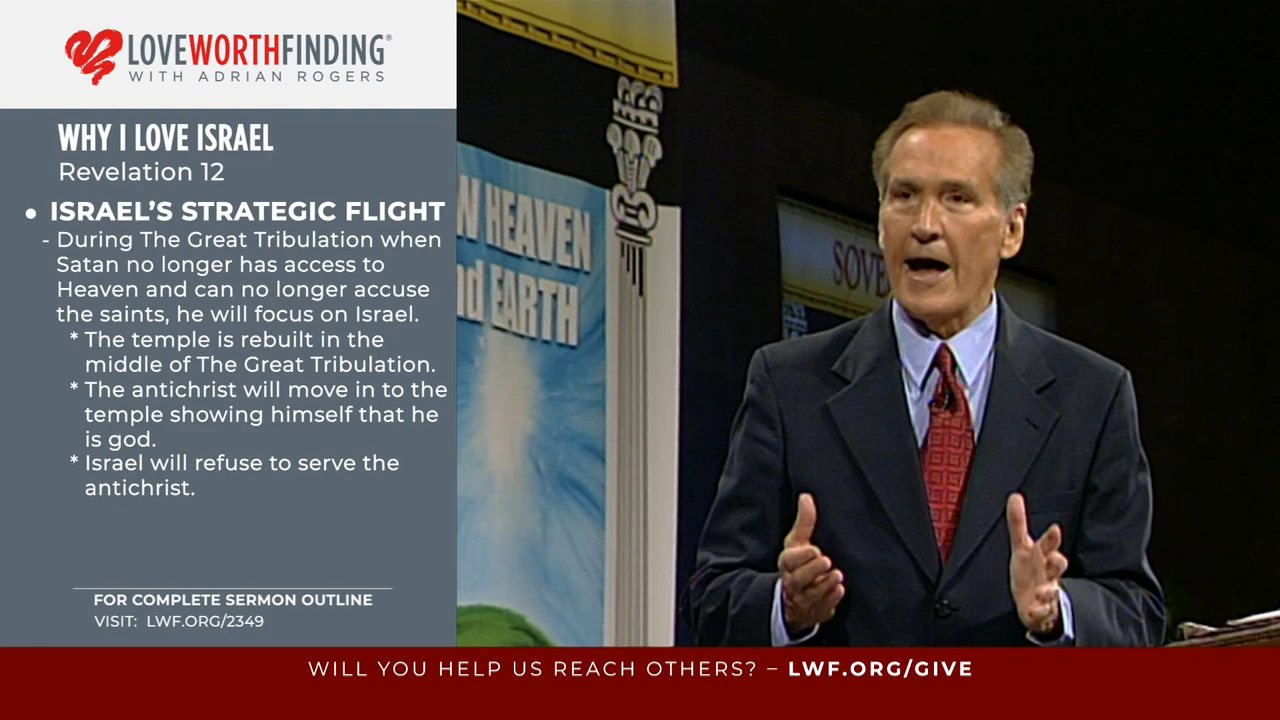 LOVEWORTHFINDING®
WITH ADRIAN ROGERS
WHY I LOVE ISRAEL
Revelation 12
● ISRAEL'S STRATEGIC FLIGHT
- During The Great Tribulation when
Satan no longer has access to
Heaven and can no longer accuse
the saints, he will focus on Israel.
* The temple is rebuilt in the
middle of The Great Tribulation.
* The antichrist will move in to the
temple showing himself that he
is god.
* Israel will refuse to serve the
antichrist.
FOR COMPLETE SERMON OUTLINE
VISIT: LWF.ORG/2349
HEAVEN
EARTH
WILL YOU HELP US REACH OTHERS? – LWF.ORG/GIVE